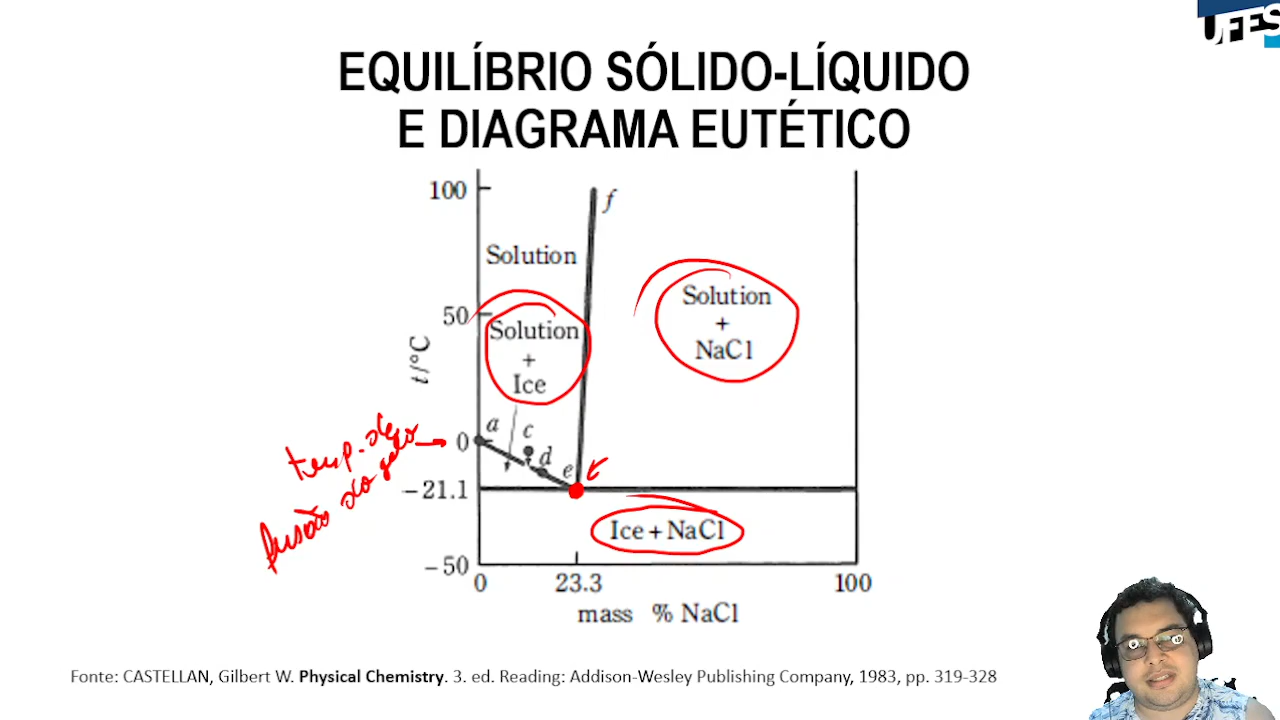 UFES
EQUILÍBRIO SÓLIDO-LÍQUIDO
E DIAGRAMA EUTÉTICO
100
f
Solution
50
Solution
+
Ice
Solution
+
NaCl
t/°C
a
c
0
d
e
temp. de
fusão do gelo
−21.1
Ice + NaCl
−50
0
23.3
100
mass % NaCl
Fonte: CASTELLAN, Gilbert W. Physical Chemistry. 3. ed. Reading: Addison-Wesley Publishing Company, 1983, pp. 319-328